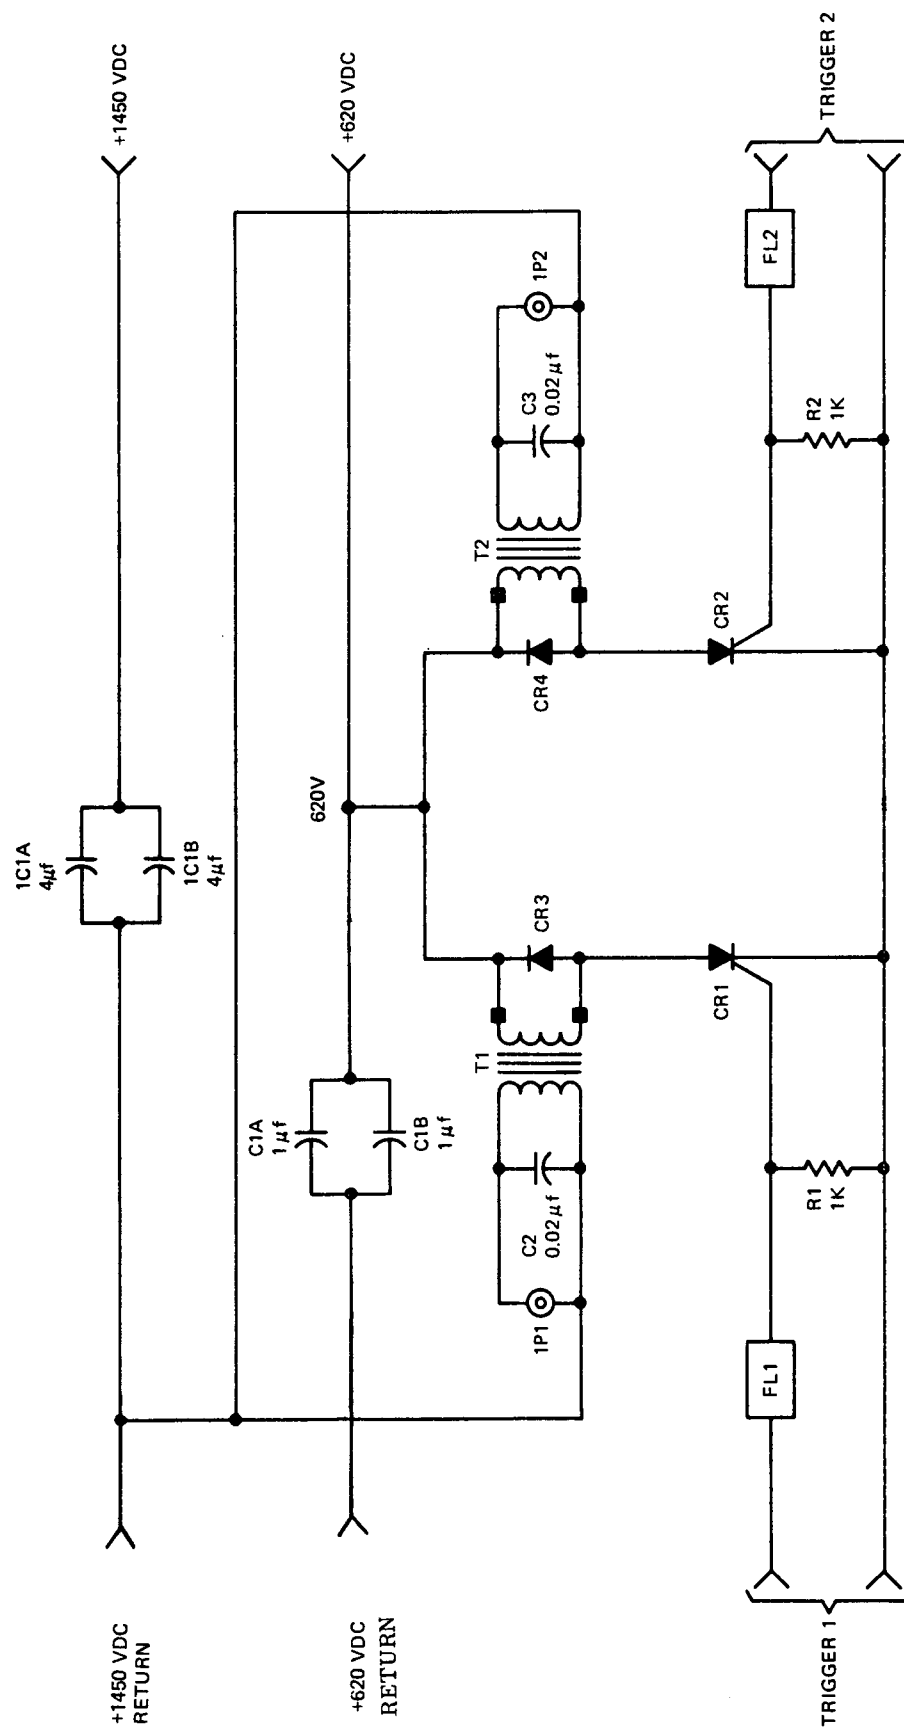 1C1A
4μf
1C1B
4μf
+1450 VDC
RETURN
+1450 VDC
620V
+620 VDC
RETURN
+620 VDC
C1A
1μf
C1B
1μf
1P1
C2
0.02μf
T1
CR3
CR4
T2
C3
0.02μf
1P2
CR1
CR2
FL1
R1
1K
R2
1K
FL2
TRIGGER 1
TRIGGER 2